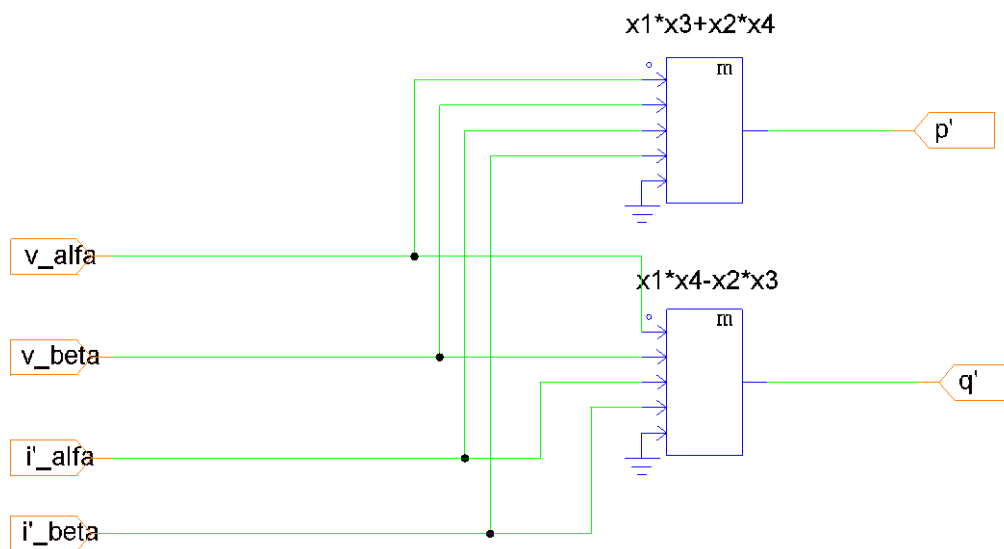 x1*x3+x2*x4
m
p'
v_alfa
x1*x4-x2*x3
m
v_beta
q'
i'_alfa
i'_beta